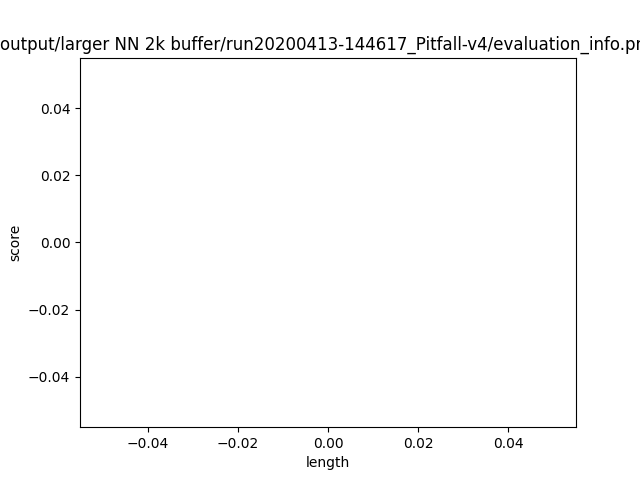 output/larger NN 2k buffer/run20200413-144617_Pitfall-v4/evaluation_info.pn
0.04
0.02
0.00
−0.02
−0.04
score
−0.04 −0.02 0.00 0.02 0.04
length